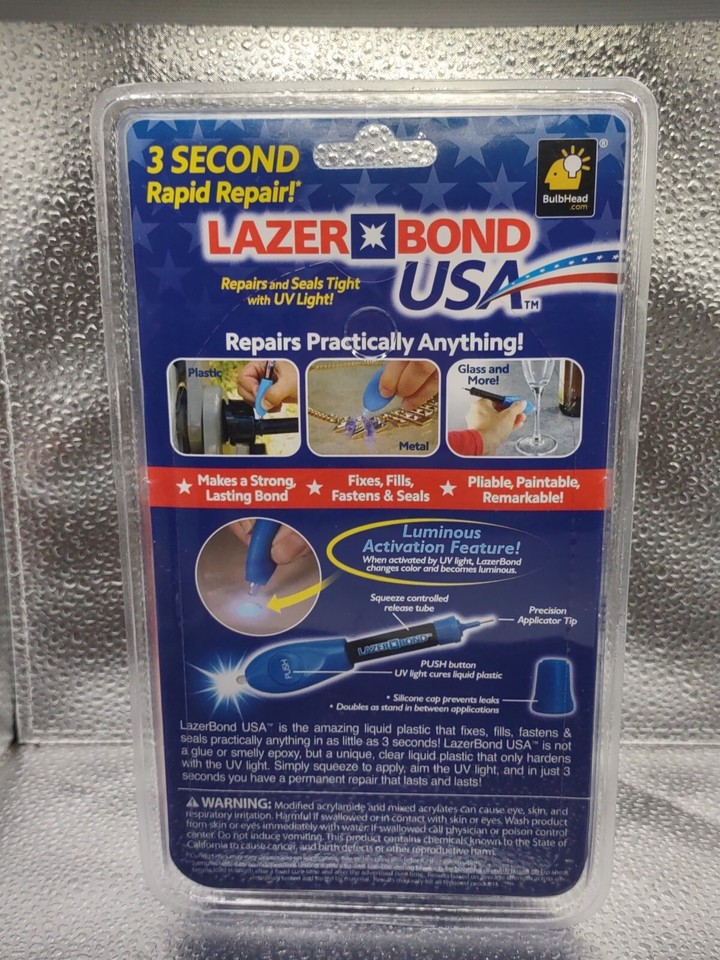 3 SECOND
Rapid Repair!*
BulbHead
.com
®
LAZER BOND
USA™
Repairs and Seals Tight
with UV Light!
Repairs Practically Anything!
Plastic
Metal
Glass and
More!
Makes a Strong,
Lasting Bond
Fixes, Fills,
Fastens & Seals
Pliable, Paintable,
Remarkable!
Luminous
Activation Feature!
When activated by UV light, LazerBond
changes color and becomes luminous.
Squeeze controlled
release tube
Precision
Applicator Tip
LAZER BOND
PUSH
PUSH button
UV light cures liquid plastic
• Silicone cap prevents leaks
• Doubles as stand in between applications
LazerBond USA™ is the amazing liquid plastic that fixes, fills, fastens &
seals practically anything in as little as 3 seconds! LazerBond USA™ is not
a glue or smelly epoxy, but a unique, clear liquid plastic that only hardens
with the UV light. Simply squeeze to apply, aim the UV light, and in just 3
seconds you have a permanent repair that lasts and lasts!
WARNING: Modified acrylamide and mixed acrylates can cause eye, skin, and
respiratory irritation. Harmful if swallowed or in contact with skin or eyes. Wash product
from skin or eyes immediately with water. If swallowed call physician or poison control
center. Do not induce vomiting. This product contains chemicals known to the State of
California to cause cancer, and birth defects or other reproductive harm.